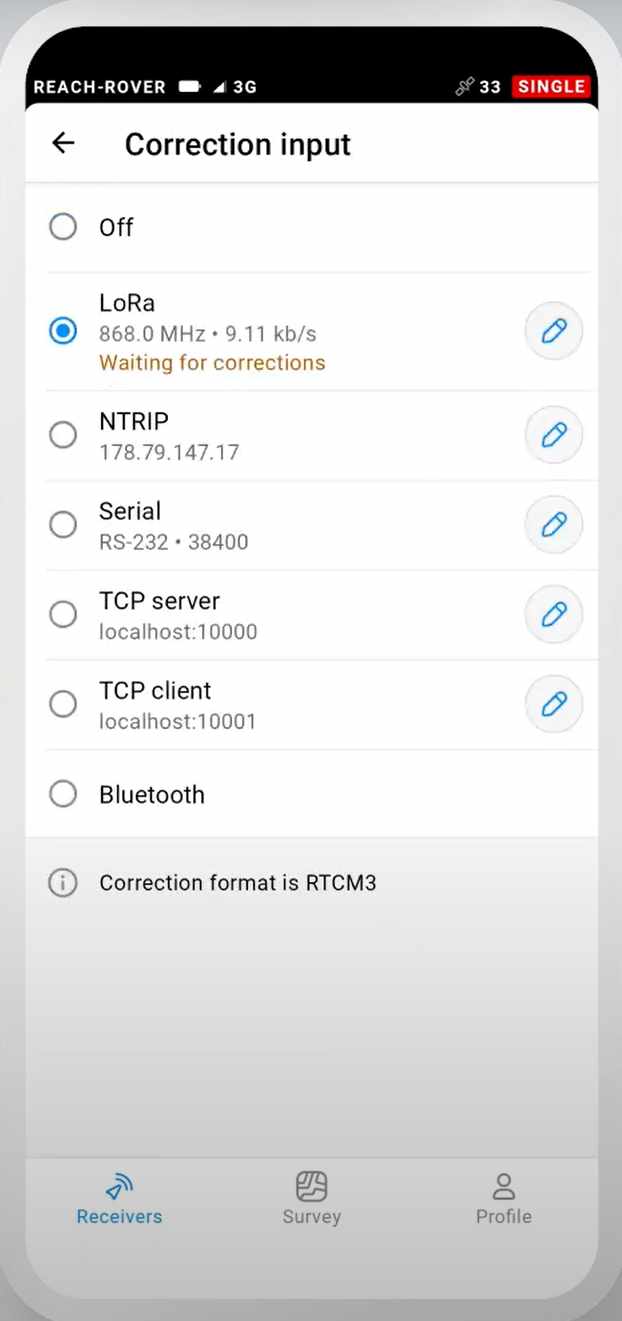 REACH-ROVER 3G 33 SINGLE
Correction input
Off
LoRa
868.0 MHz • 9.11 kb/s
Waiting for corrections
NTRIP
178.79.147.17
Serial
RS-232 • 38400
TCP server
localhost:10000
TCP client
localhost:10001
Bluetooth
Correction format is RTCM3
Receivers Survey Profile